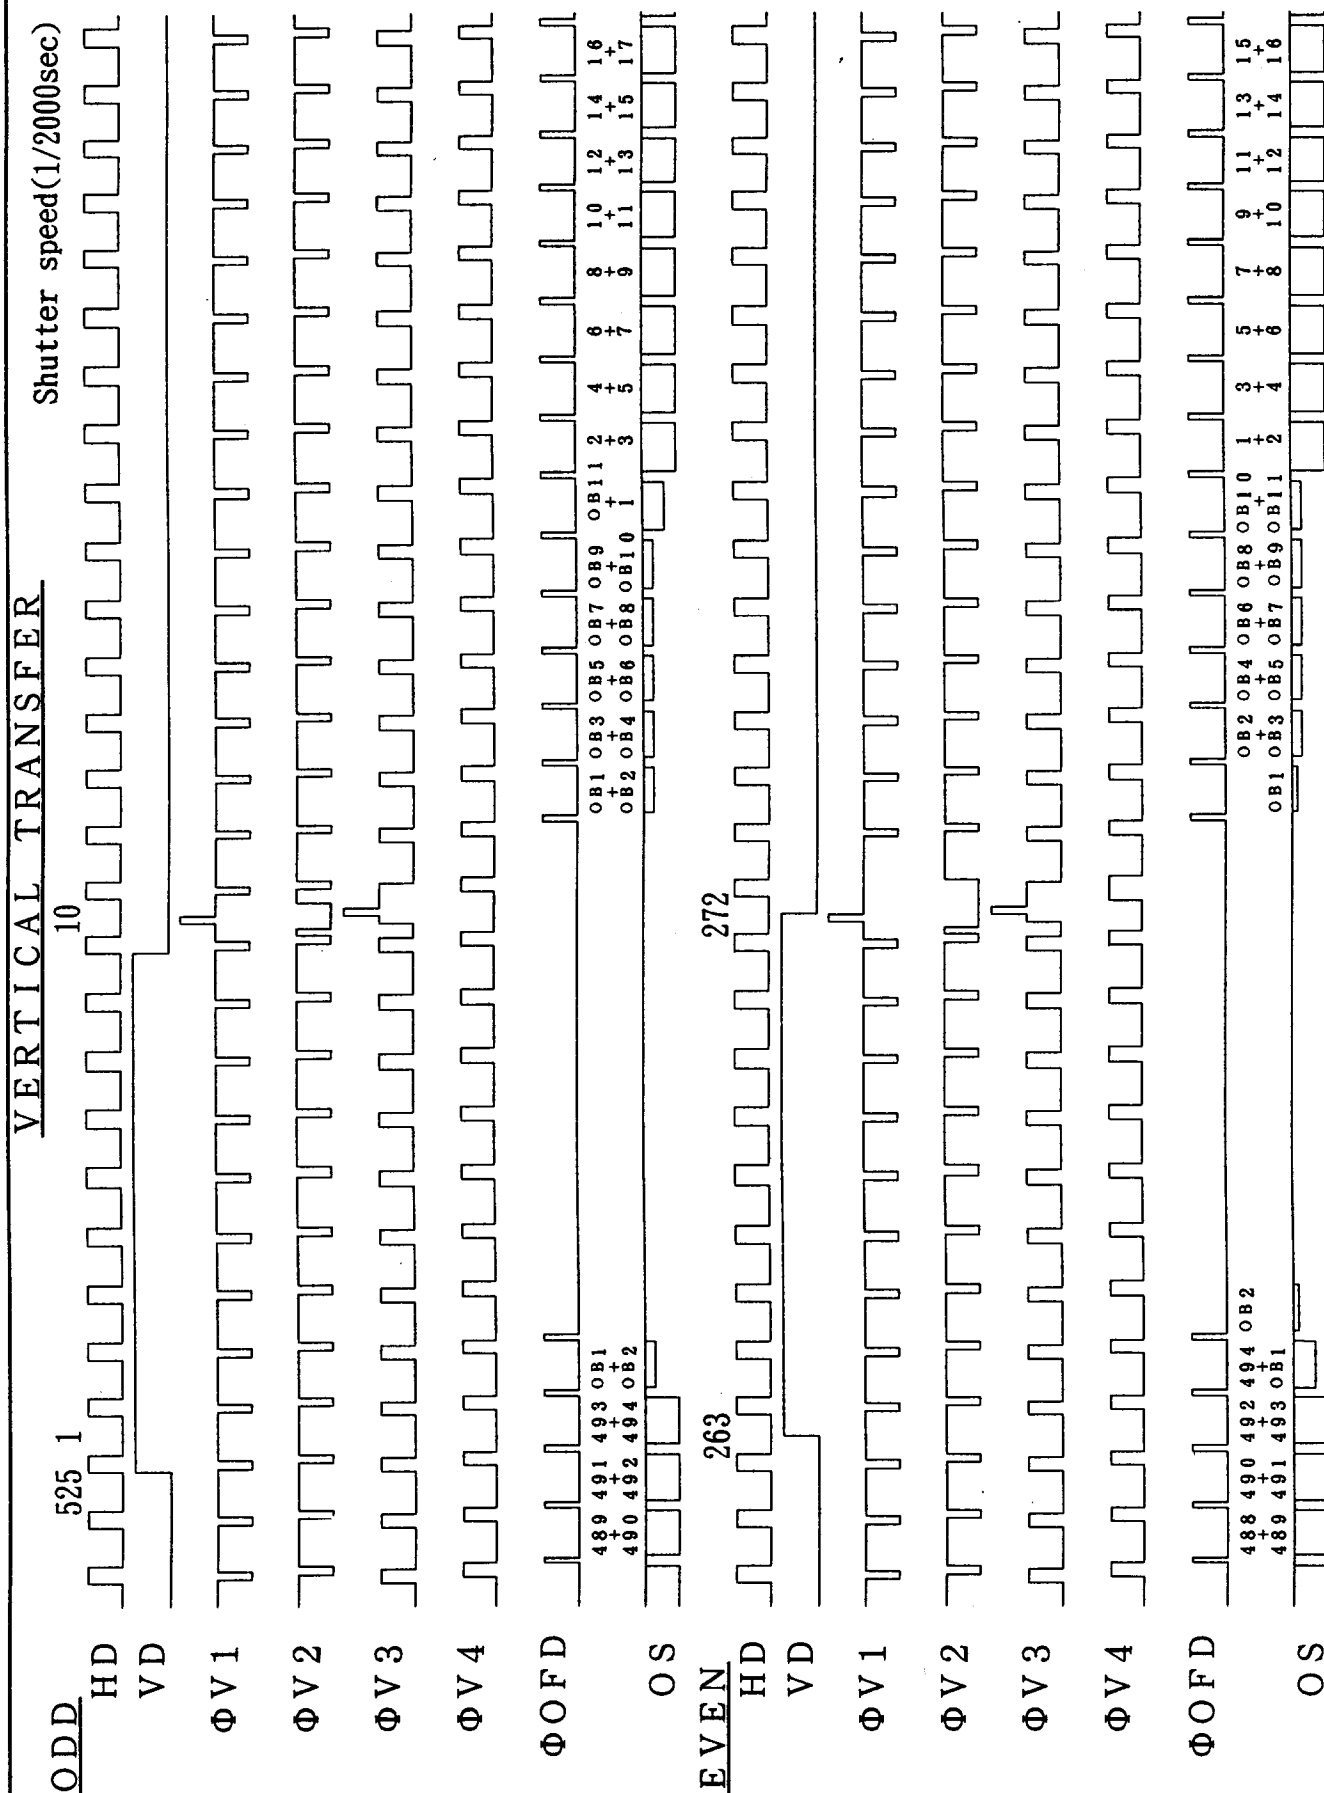 VERTICAL TRANSFER
Shutter speed(1/2000sec)
ODD
525 1 10
HD
VD
ΦV1
ΦV2
ΦV3
ΦV4
ΦOFD
489 491 493 OB1 OB1 OB3 OB5 OB7 OB9 OB11 2 4 6 8 10 12 14 16
+ + + + + + + + + + + + + + + + + +
490 492 494 OB2 OB2 OB4 OB6 OB8 OB10 1 3 5 7 9 11 13 15 17
OS
EVEN
263 272
HD
VD
ΦV1
ΦV2
ΦV3
ΦV4
ΦOFD
488 490 492 494 OB2 OB2 OB4 OB6 OB8 OB10 1 3 5 7 9 11 13 15
+ + + + + + + + + + + + + + + + +
489 491 493 OB1 OB1 OB3 OB5 OB7 OB9 OB11 2 4 6 8 10 12 14 16
OS